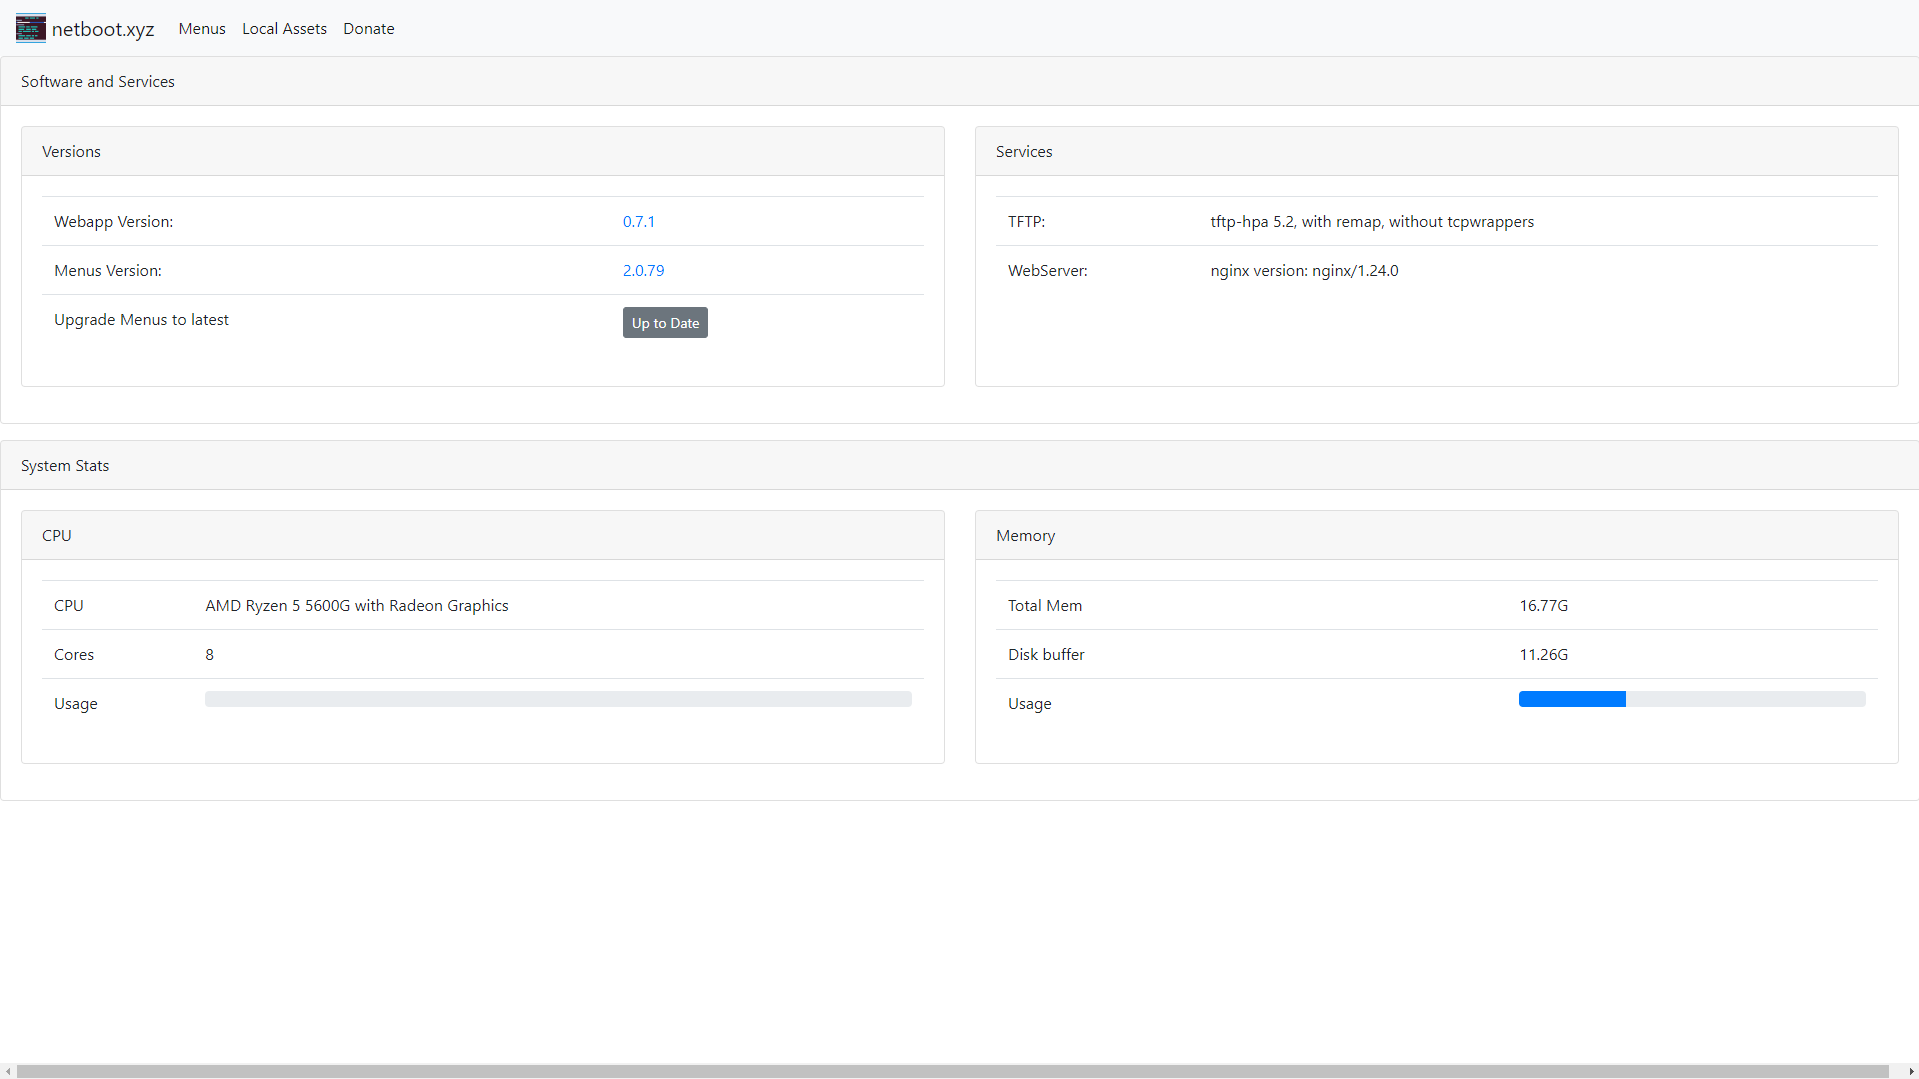 netboot.xyz Menus Local Assets Donate
Software and Services
Versions
Webapp Version: 0.7.1
Menus Version: 2.0.79
Upgrade Menus to latest Up to Date
Services
TFTP: tftp-hpa 5.2, with remap, without tcpwrappers
WebServer: nginx version: nginx/1.24.0
System Stats
CPU
CPU AMD Ryzen 5 5600G with Radeon Graphics
Cores 8
Usage
Memory
Total Mem 16.77G
Disk buffer 11.26G
Usage